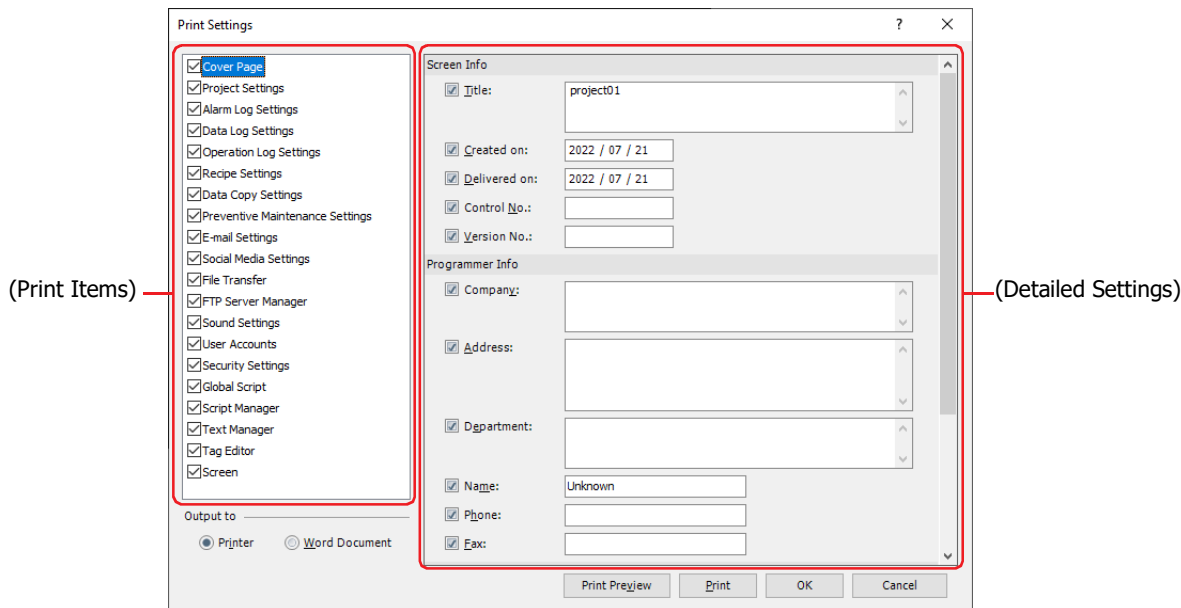 Print Settings
?
Cover Page
Project Settings
Alarm Log Settings
Data Log Settings
Operation Log Settings
Recipe Settings
Data Copy Settings
Preventive Maintenance Settings
E-mail Settings
Social Media Settings
File Transfer
FTP Server Manager
Sound Settings
User Accounts
Security Settings
Global Script
Script Manager
Text Manager
Tag Editor
Screen
(Print Items)
Output to
Printer Word Document
Screen Info
Title: project01
Created on: 2022 / 07 / 21
Delivered on: 2022 / 07 / 21
Control No.:
Version No.:
Programmer Info
Company:
Address:
Department:
Name: Unknown
Phone:
Fax:
(Detailed Settings)
Print Preview Print OK Cancel